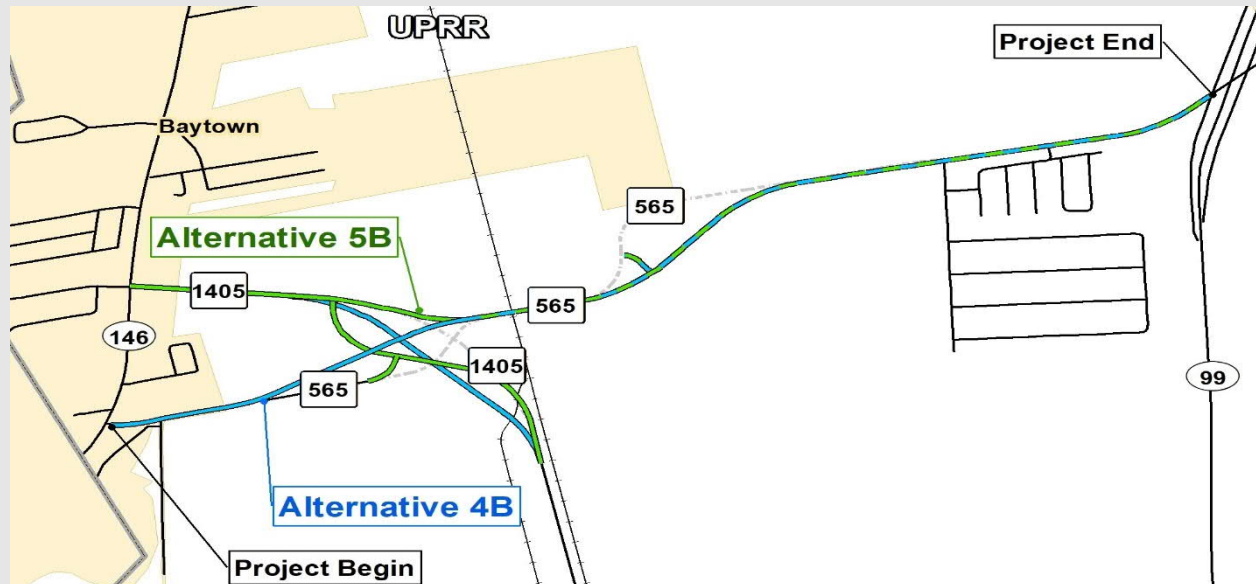 UPRR
Project End
Baytown
565
Alternative 5B
1405
565
146
1405
565
99
Alternative 4B
Project Begin